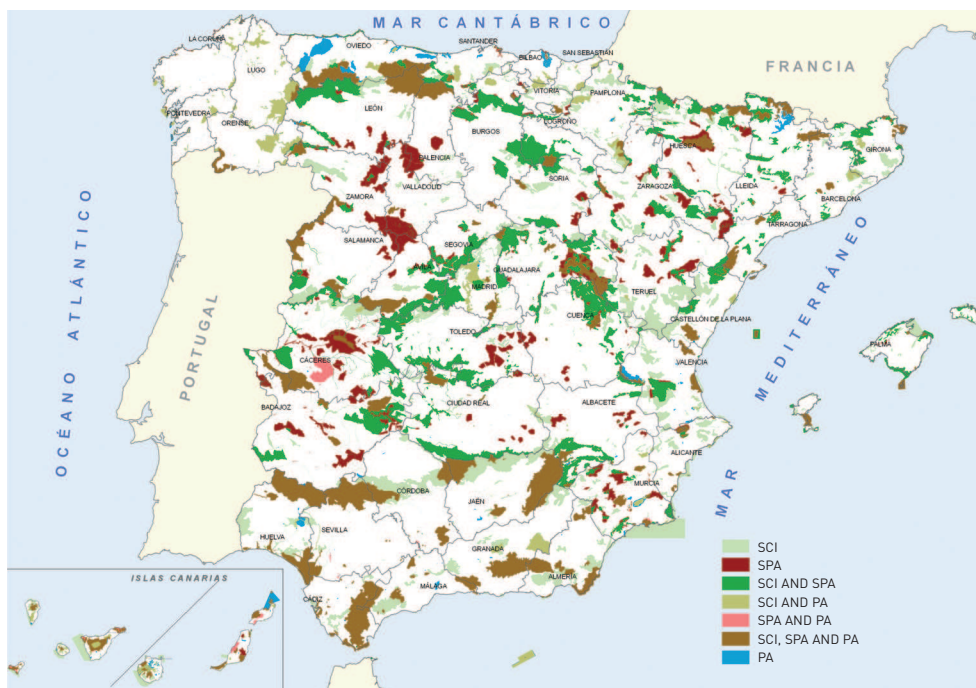 MAR CANTÁBRICO
LA CORUÑA
OVIEDO
SANTANDER
BILBAO
SAN SEBASTIÁN
FRANCIA
LUGO
VITORIA
PAMPLONA
LEÓN
PONTEVEDRA
ORENSE
BURGOS
LOGROÑO
HUESCA
GIRONA
PALENCIA
SORIA
ZARAGOZA
LLEIDA
BARCELONA
ZAMORA
VALLADOLID
TARRAGONA
SALAMANCA
SEGOVIA
ÁVILA
GUADALAJARA
MADRID
TERUEL
OCÉANO ATLÁNTICO
PORTUGAL
CUENCA
CASTELLÓN DE LA PLANA
MAR MEDITERRÁNEO
TOLEDO
PALMA
CÁCERES
VALENCIA
BADAJOZ
CIUDAD REAL
ALBACETE
ALICANTE
CÓRDOBA
JAÉN
MURCIA
HUELVA
SEVILLA
GRANADA
ALMERÍA
MÁLAGA
CÁDIZ
ISLAS CANARIAS
SCI
SPA
SCI AND SPA
SCI AND PA
SPA AND PA
SCI, SPA AND PA
PA